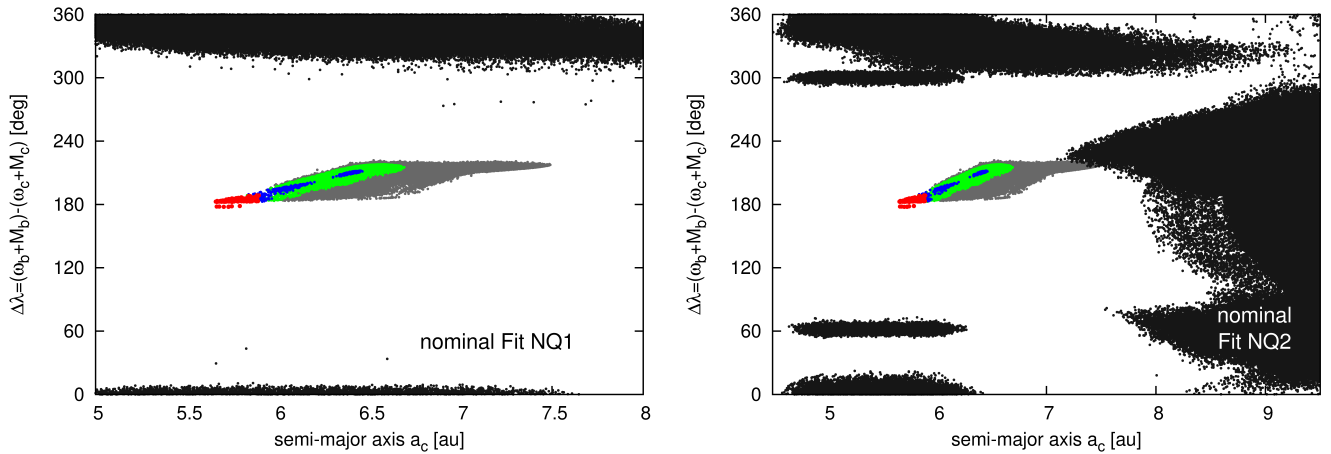 360
300
240
180
120
60
0
Δλ=(ω_b+M_b)-(ω_c+M_c) [deg]
nominal Fit NQ1
5 5.5 6 6.5 7 7.5 8
semi-major axis a_c [au]
360
300
240
180
120
60
0
Δλ=(ω_b+M_b)-(ω_c+M_c) [deg]
nominal
Fit NQ2
5 6 7 8 9
semi-major axis a_c [au]